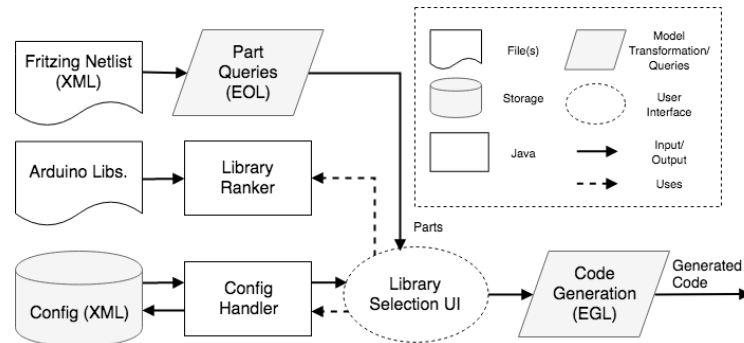 Fritzing Netlist
(XML)
Part
Queries
(EOL)
File(s)
Model
Transformation/
Queries
Storage
User
Interface
Java
Input/
Output
Uses
Arduino Libs.
Library
Ranker
Parts
Config (XML)
Config
Handler
Library
Selection UI
Code
Generation
(EGL)
Generated
Code